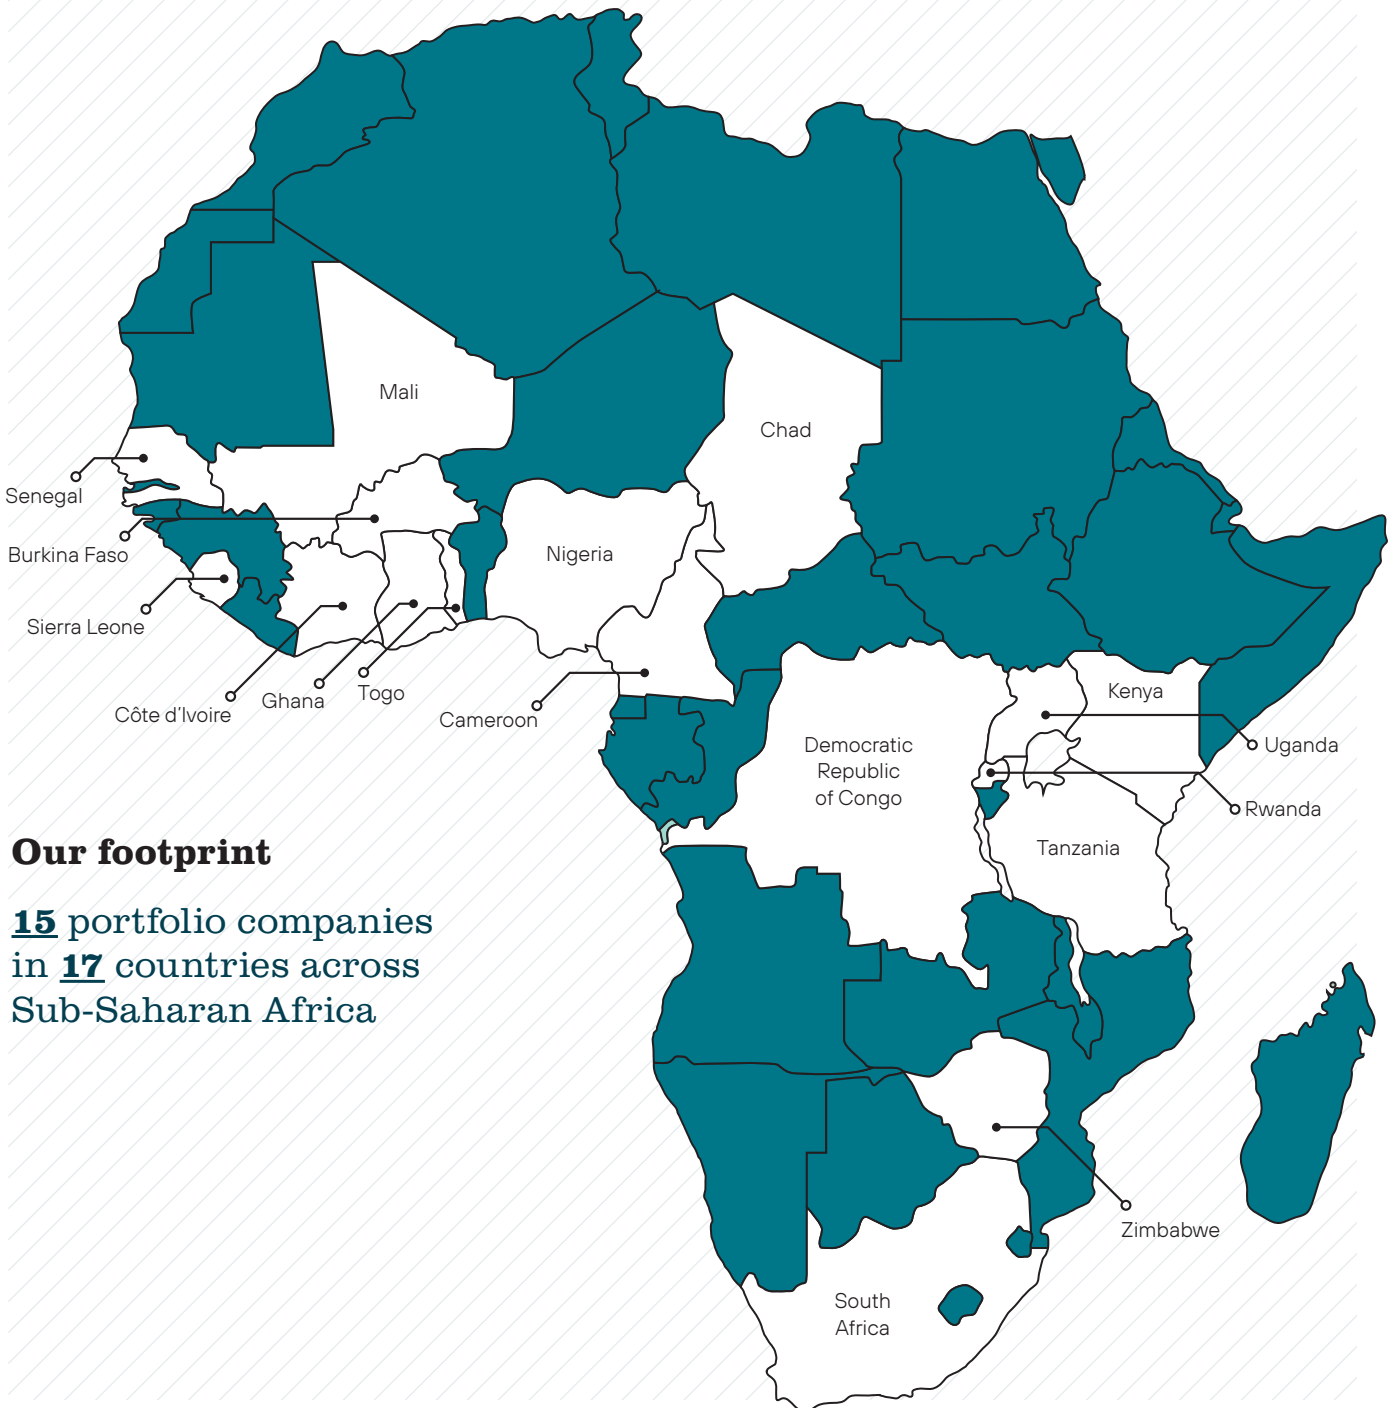 Mali
Chad
Senegal
Burkina Faso
Nigeria
Sierra Leone
Côte d’Ivoire
Ghana
Togo
Cameroon
Kenya
Uganda
Democratic
Republic
of Congo
Rwanda
Tanzania
Our footprint
15 portfolio companies
in 17 countries across
Sub-Saharan Africa
Zimbabwe
South
Africa